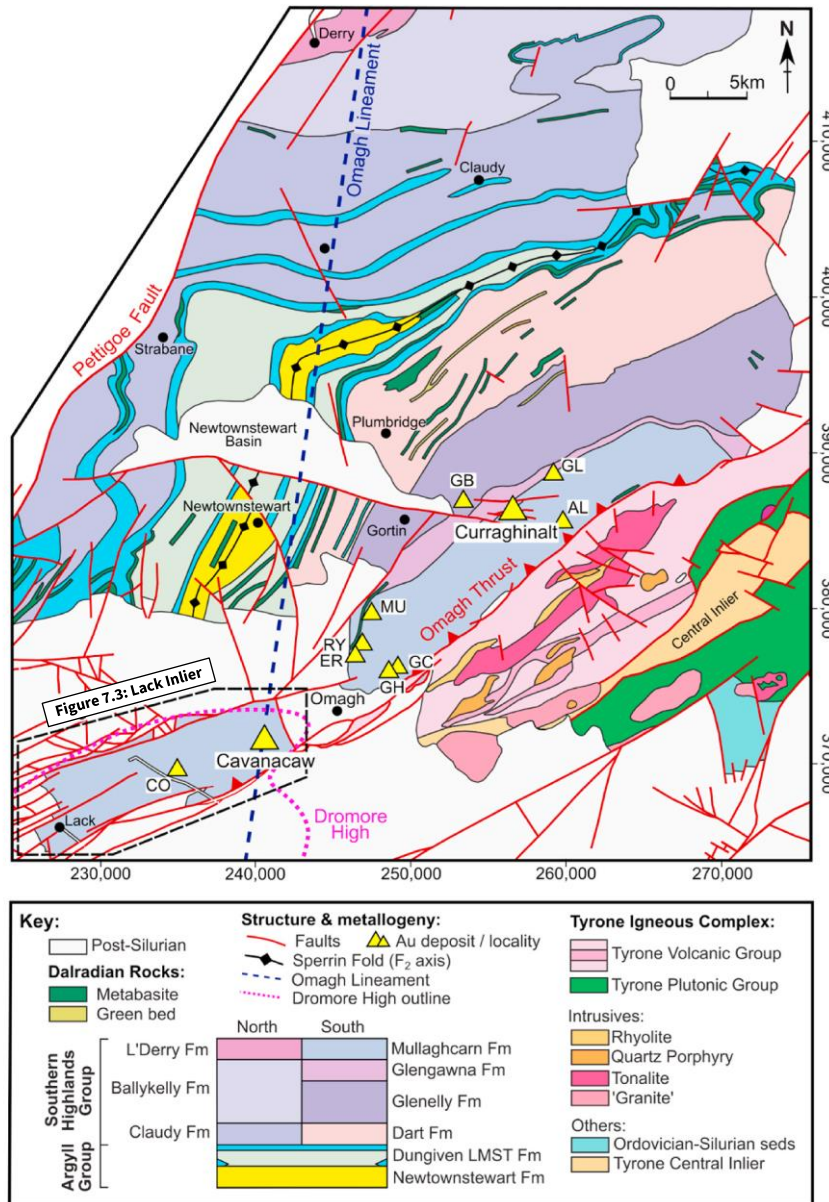 Derry
N
0 5km
Omagh Lineament
410,000
Claudy
400,000
Pettigoe Fault
Strabane
Plumbridge
Newtownstewart
Basin
390,000
GL
GB
AL
Newtownstewart
Gortin
Curraghinalt
Omagh Thrust
380,000
MU
Central Inlier
RY
ER
GC
GH
Figure 7.3: Lack Inlier
Omagh
Cavanacaw
370,000
CO
Dromore
High
Lack
230,000 240,000 250,000 260,000 270,000
Key:
Post-Silurian
Dalradian Rocks:
Metabasite
Green bed
Structure & metallogeny:
Faults
Au deposit / locality
Sperrin Fold (F2 axis)
Omagh Lineament
Dromore High outline
North South
Southern
Highlands
Group
Argyll
Group
L'Derry Fm
Mullaghcarn Fm
Glengawna Fm
Ballykelly Fm
Glenelly Fm
Claudy Fm
Dart Fm
Dungiven LMST Fm
Newtownstewart Fm
Tyrone Igneous Complex:
Tyrone Volcanic Group
Tyrone Plutonic Group
Intrusives:
Rhyolite
Quartz Porphyry
Tonalite
'Granite'
Others:
Ordovician-Silurian seds
Tyrone Central Inlier